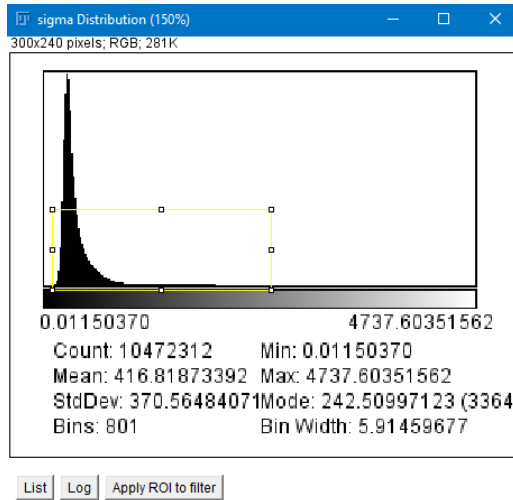 sigma Distribution (150%)
300x240 pixels; RGB; 281K
0.01150370 4737.60351562
Count: 10472312 Min: 0.01150370
Mean: 416.81873392 Max: 4737.60351562
StdDev: 370.56484071 Mode: 242.50997123 (3364
Bins: 801 Bin Width: 5.91459677
List Log Apply ROI to filter